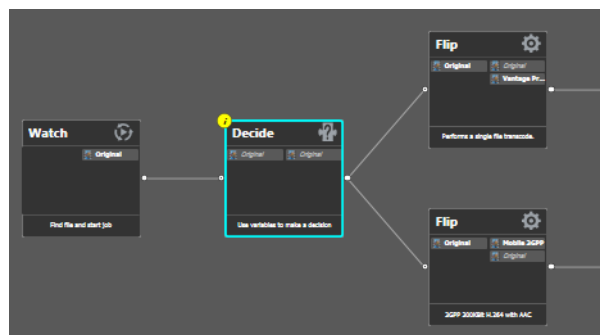 Flip
Original
Original
Vantage Pr...
Performs a single file transcode.
Watch
Original
Find file and start job
i
Decide
Original
Original
Use variables to make a decision
Flip
Original
Mobile 3GPP
Original
3GPP 200KBit H.264 with AAC